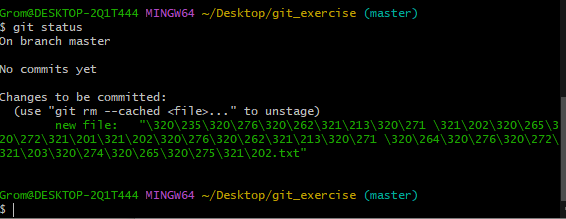 Grom@DESKTOP-2Q1T444 MINGW64 ~/Desktop/git_exercise (master)
$ git status
On branch master
No commits yet
Changes to be committed:
(use "git rm --cached <file>..." to unstage)
new file: "\320\235\320\276\320\262\321\213\320\271 \321\202\320\265\3
20\272\321\201\321\202\320\276\320\262\321\213\320\271 \320\264\320\276\320\272\
321\203\320\274\320\265\320\275\321\202.txt"
Grom@DESKTOP-2Q1T444 MINGW64 ~/Desktop/git_exercise (master)
$